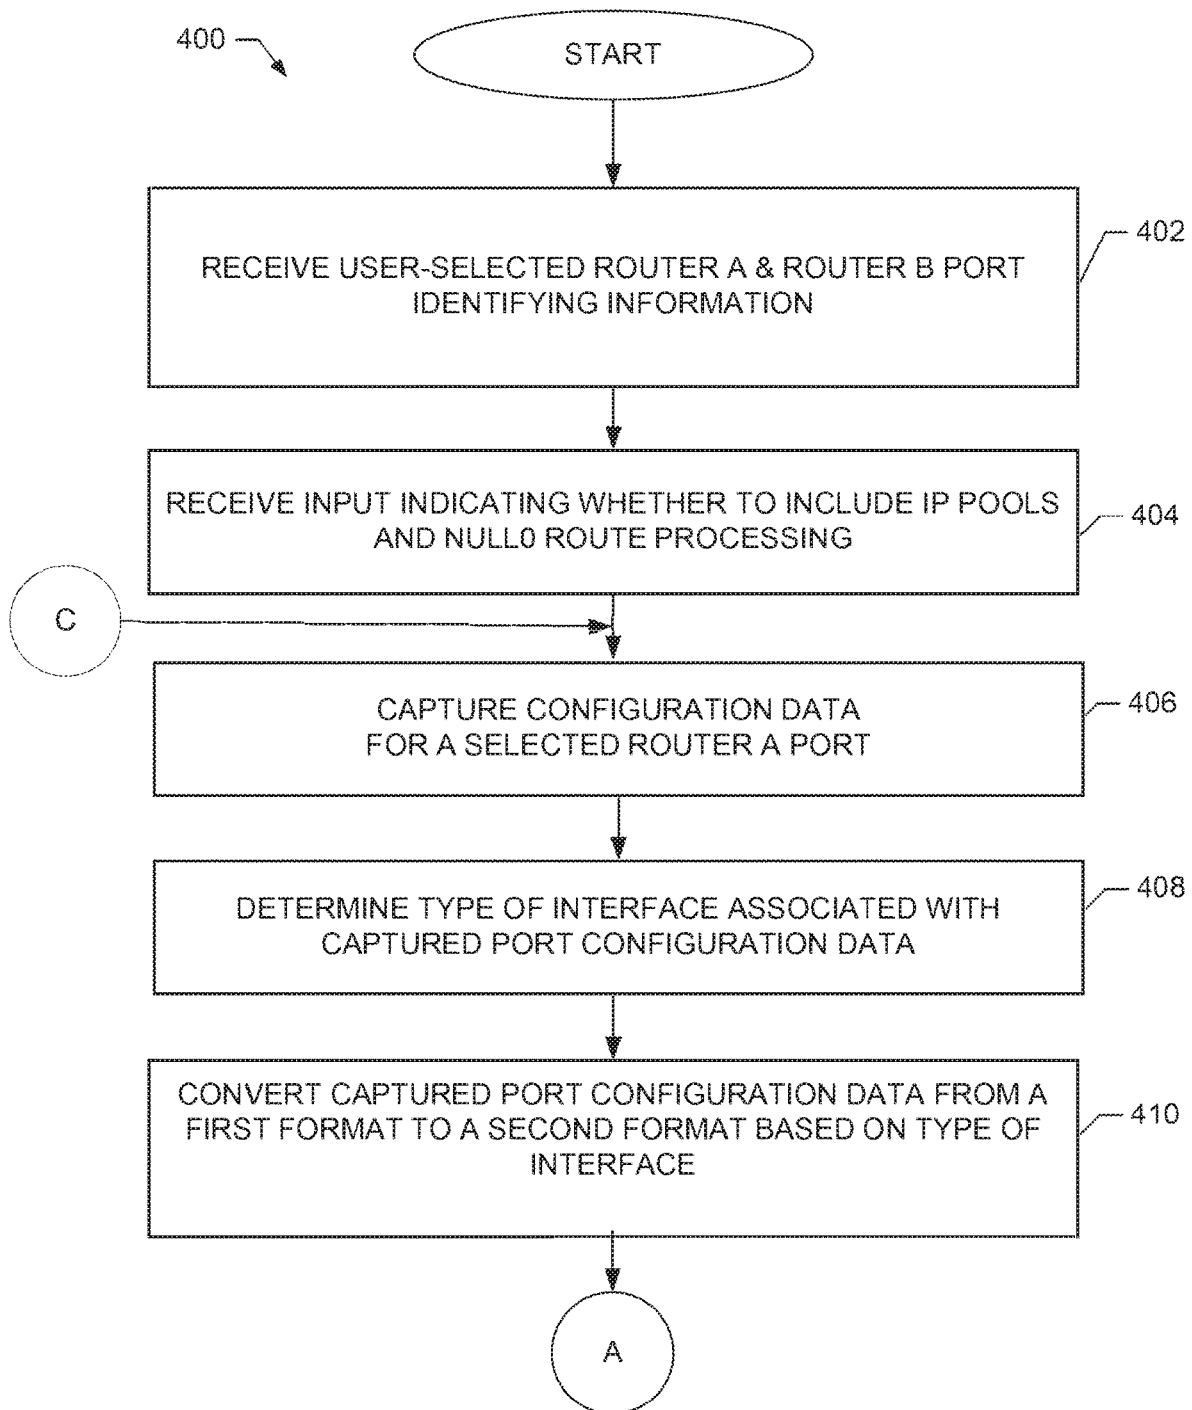 400
START
RECEIVE USER-SELECTED ROUTER A & ROUTER B PORT
IDENTIFYING INFORMATION
402
RECEIVE INPUT INDICATING WHETHER TO INCLUDE IP POOLS
AND NULL0 ROUTE PROCESSING
404
C
CAPTURE CONFIGURATION DATA
FOR A SELECTED ROUTER A PORT
406
DETERMINE TYPE OF INTERFACE ASSOCIATED WITH
CAPTURED PORT CONFIGURATION DATA
408
CONVERT CAPTURED PORT CONFIGURATION DATA FROM A
FIRST FORMAT TO A SECOND FORMAT BASED ON TYPE OF
INTERFACE
410
A